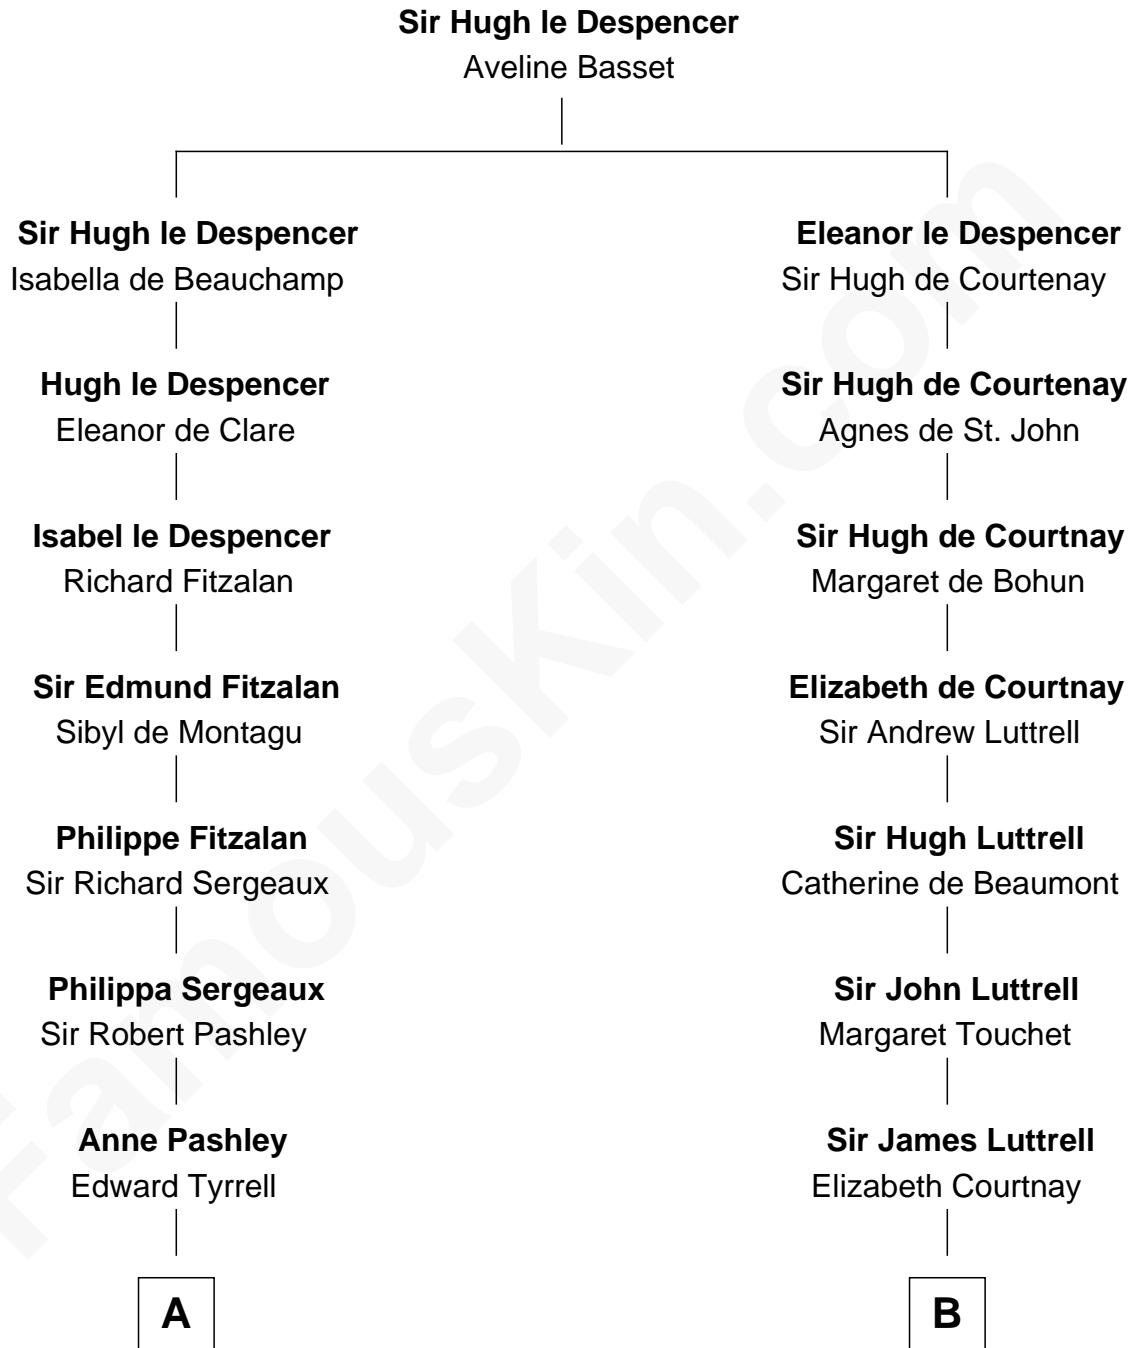 Sir Hugh le Despencer
Aveline Basset
Sir Hugh le Despencer
Isabella de Beauchamp
Hugh le Despencer
Eleanor de Clare
Isabel le Despencer
Richard Fitzalan
Sir Edmund Fitzalan
Sibyl de Montagu
Philippe Fitzalan
Sir Richard Sergeaux
Philippa Sergeaux
Sir Robert Pashley
Anne Pashley
Edward Tyrrell
A
Eleanor le Despencer
Sir Hugh de Courtenay
Sir Hugh de Courtenay
Agnes de St. John
Sir Hugh de Courtnay
Margaret de Bohun
Elizabeth de Courtnay
Sir Andrew Luttrell
Sir Hugh Luttrell
Catherine de Beaumont
Sir John Luttrell
Margaret Touchet
Sir James Luttrell
Elizabeth Courtnay
B
FamousKin.com